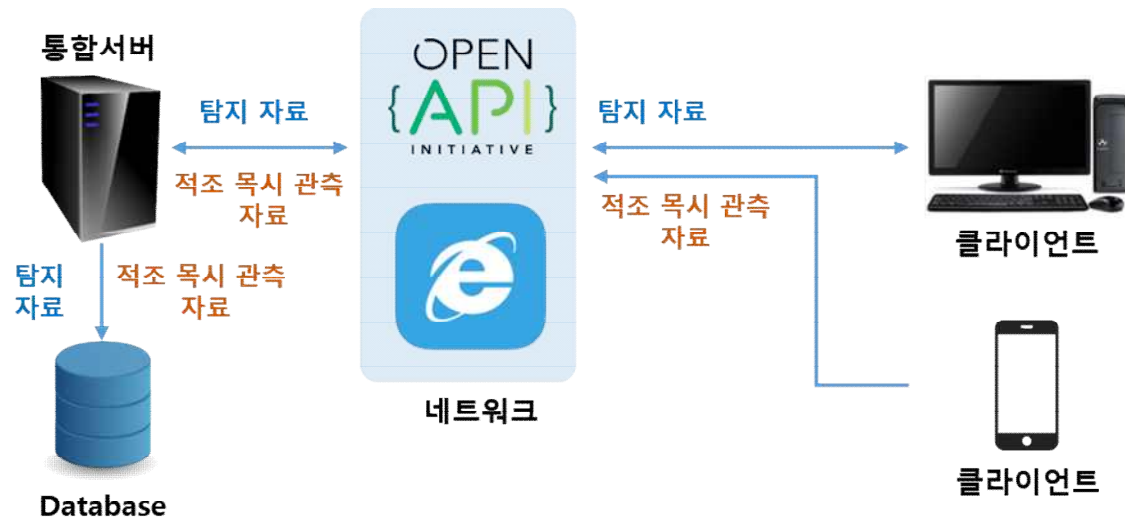 통합서버
탐지 자료
적조 목시 관측
자료
탐지
자료
적조 목시 관측
자료
Database
OPEN
{API}
INITIATIVE
네트워크
탐지 자료
적조 목시 관측
자료
클라이언트
클라이언트